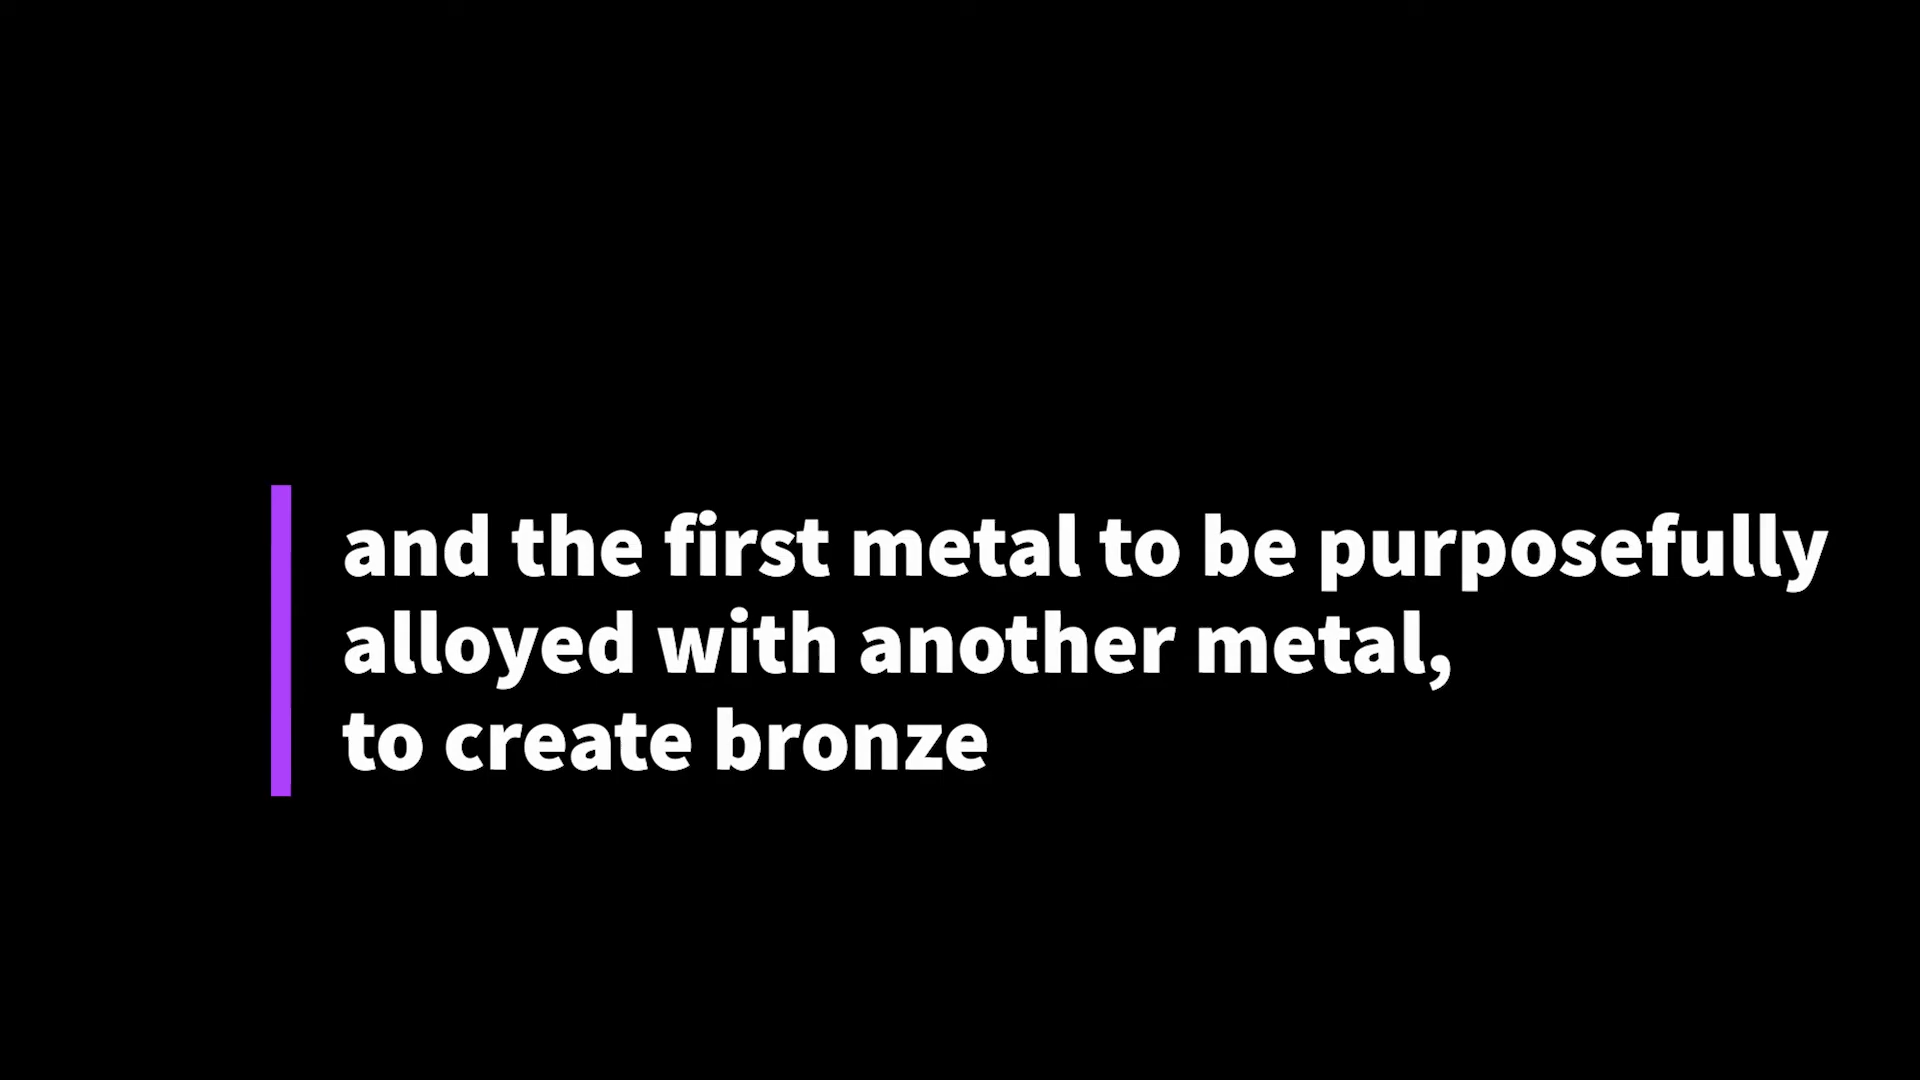 and the first metal to be purposefully
alloyed with another metal,
to create bronze